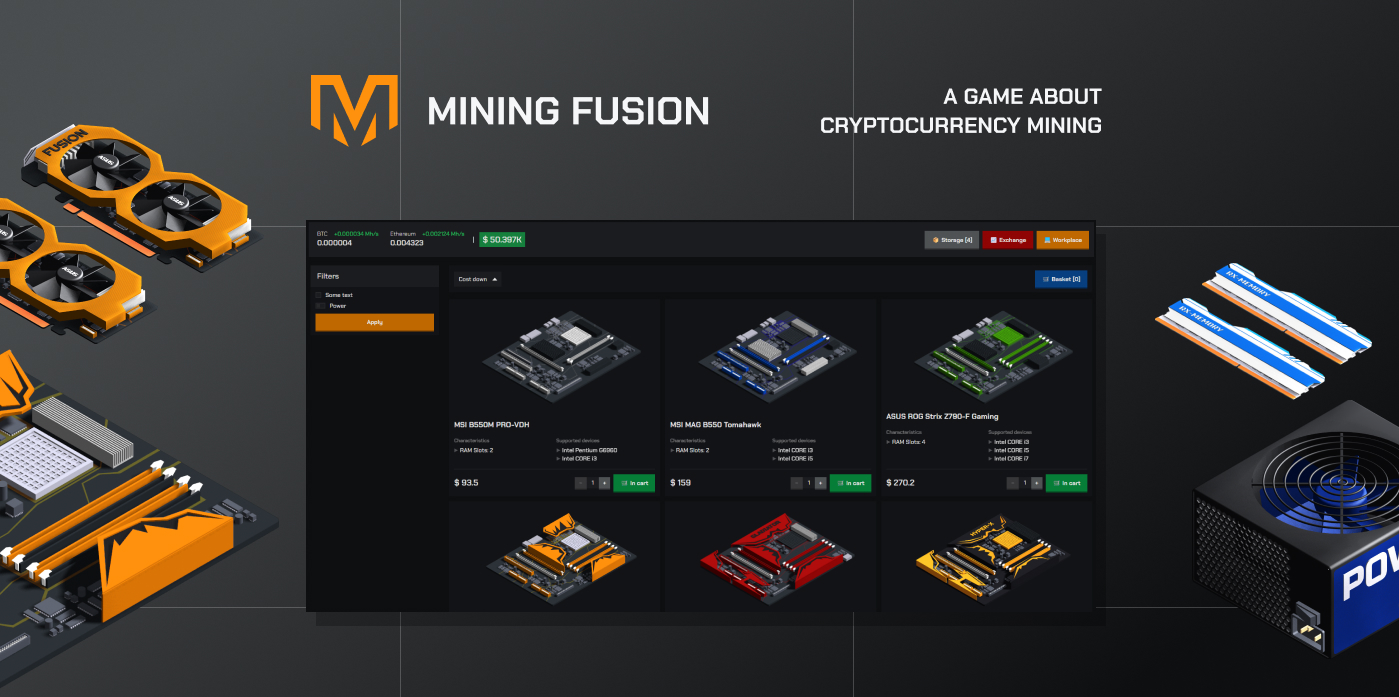 MINING FUSION
A GAME ABOUT
CRYPTOCURRENCY MINING
FUSION
ASUS
ASUS
ASUS
BTC +0.000034 Mh/s
0.000004
Ethereum +0.002124 Mh/s
0.004323
$ 50.397K
Storage [4]
Exchange
Workplace
Filters
Some text
Power
Apply
Cost down
Basket [0]
MSI B550M PRO-VDH
Characteristics
RAM Slots: 2
Supported devices
Intel Pentium G6960
Intel CORE i3
$ 93.5
- 1 +
In cart
MSI MAG B550 Tomahawk
Characteristics
RAM Slots: 2
Supported devices
Intel CORE i3
Intel CORE i5
$ 159
- 1 +
In cart
ASUS ROG Strix Z790-F Gaming
Characteristics
RAM Slots: 4
Supported devices
Intel CORE i3
Intel CORE i5
Intel CORE i7
$ 270.2
- 1 +
In cart
HYPER-X
RX-MEMORY
RX-MEMORY
POW